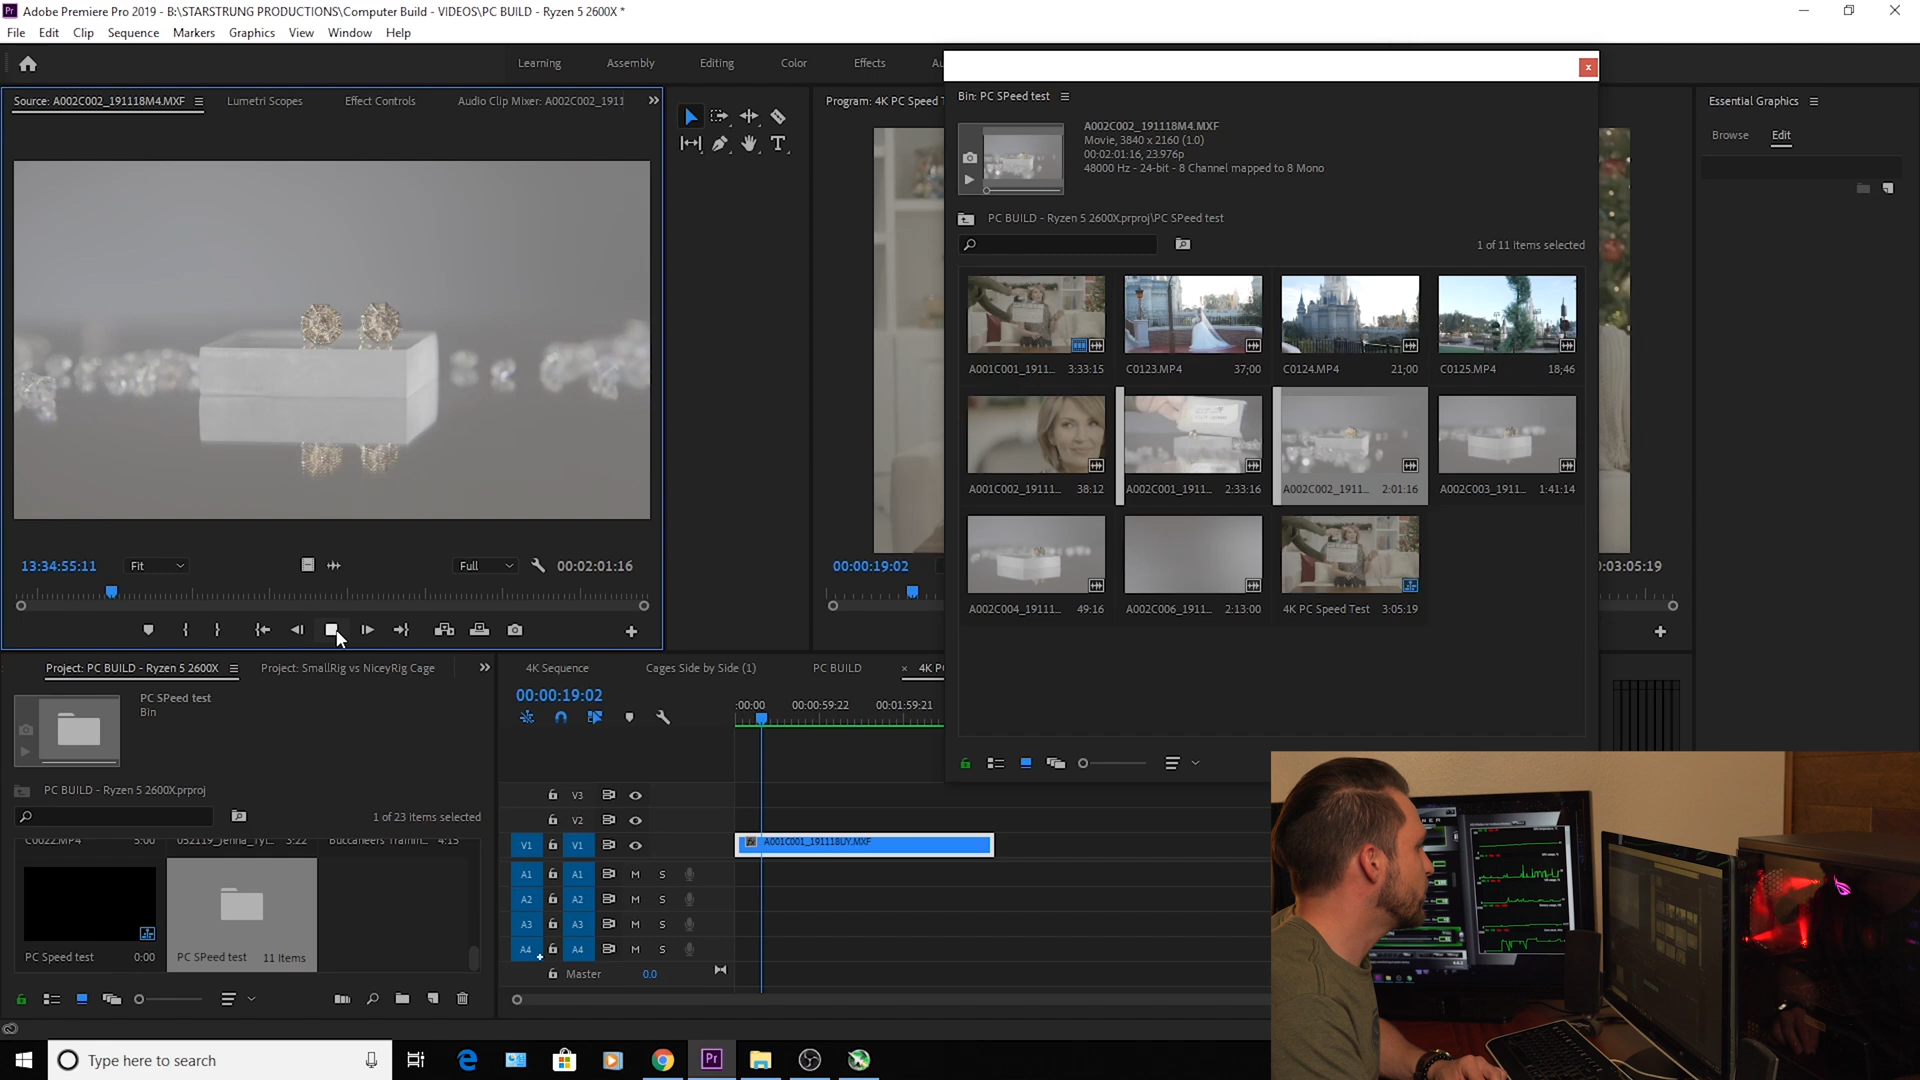 Adobe Premiere Pro 2019 - B:\STARSTRUNG PRODUCTIONS\Computer Build - VIDEOS\PC BUILD - Ryzen 5 2600X *
File Edit Clip Sequence Markers Graphics View Window Help
Learning Assembly Editing Color Effects Au
Source: A002C002_191118M4.MXF Lumetri Scopes Effect Controls Audio Clip Mixer: A002C002_1911
Program: 4K PC Speed T
Bin: PC SPeed test
Essential Graphics
Browse Edit
A002C002_191118M4.MXF
Movie, 3840 x 2160 (1.0)
00:02:01:16, 23.976p
48000 Hz - 24-bit - 8 Channel mapped to 8 Mono
PC BUILD - Ryzen 5 2600X.prproj\PC SPeed test
1 of 11 items selected
A001C001_1911... 3:33:15
C0123.MP4 37;00
C0124.MP4 21;00
C0125.MP4 18;46
A001C002_19111... 38:12
A002C001_1911... 2:33:16
A002C002_1911... 2:01:16
A002C003_1911... 1:41:14
A002C004_19111... 49:16
A002C006_1911... 2:13:00
4K PC Speed Test 3:05:19
13:34:55:11 Fit Full 00:02:01:16
00:00:19:02
0:03:05:19
Project: PC BUILD - Ryzen 5 2600X Project: SmallRig vs NiceyRig Cage
PC SPeed test
Bin
PC BUILD - Ryzen 5 2600X.prproj
1 of 23 items selected
C0022.MP4 5:00 052119_Jenna_Tyl... 3:22 Buccaneers Trainin... 4:15
PC Speed test 0:00
PC SPeed test 11 Items
4K Sequence Cages Side by Side (1) PC BUILD × 4K P
00:00:19:02
:00:00 00:00:59:22 00:01:59:21
V3
V2
V1 V1
A001C001_191118UY.MXF
A1 A1 M S
A2 A2 M S
A3 A3 M S
A4 A4 M S
Master 0.0
Type here to search
Pr